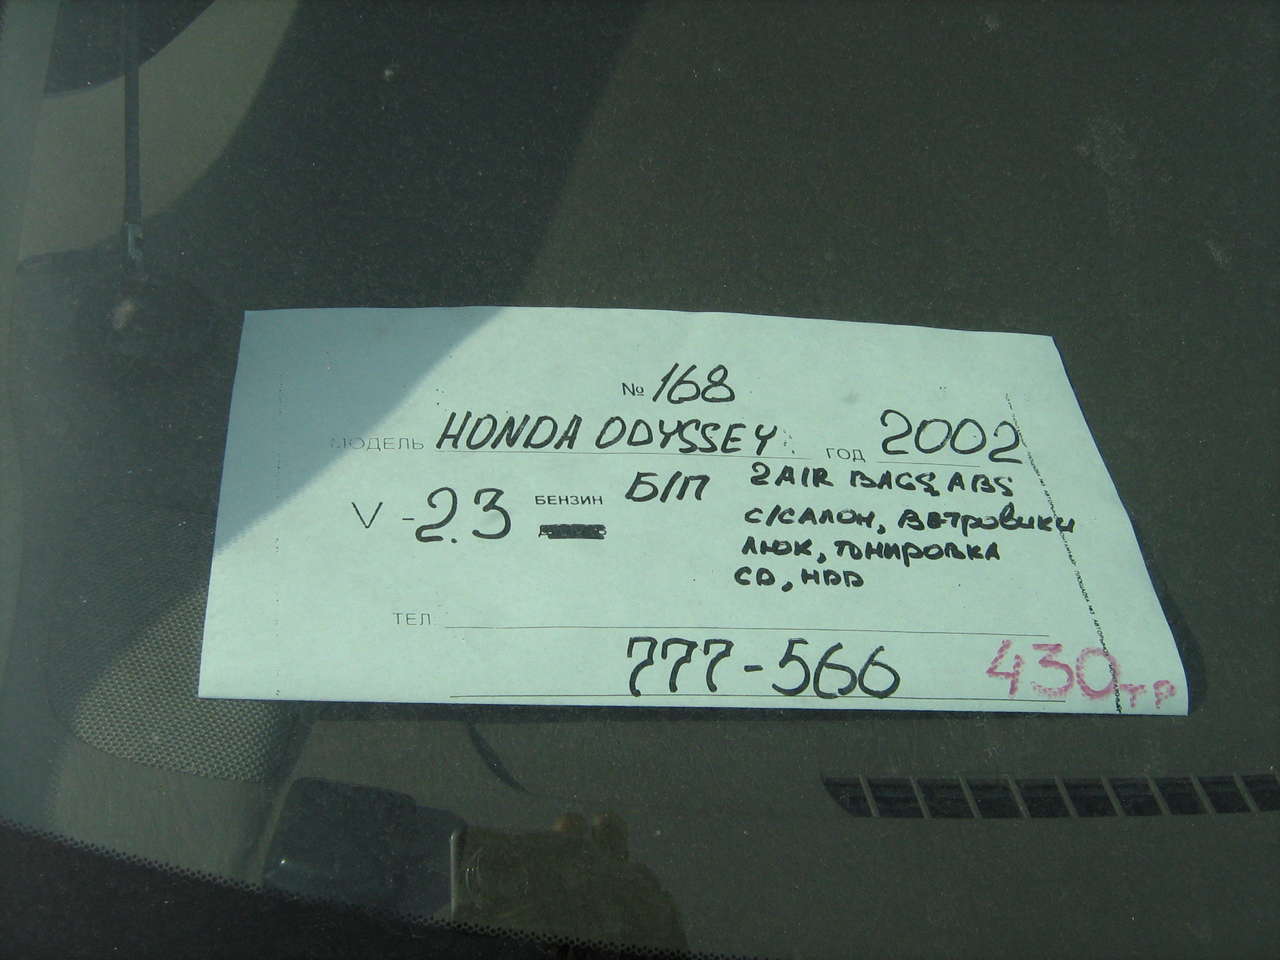 № 168
МОДЕЛЬ HONDA ODYSSEY ГОД 2002
V - 2.3 БЕНЗИН Б/П 2 AIR BAGS, ABS
С/САЛОН, ВЕТРОВИКИ
ЛЮК, ТОНИРОВКА
CD, HDD
ТЕЛ.
777-566 430 т.р